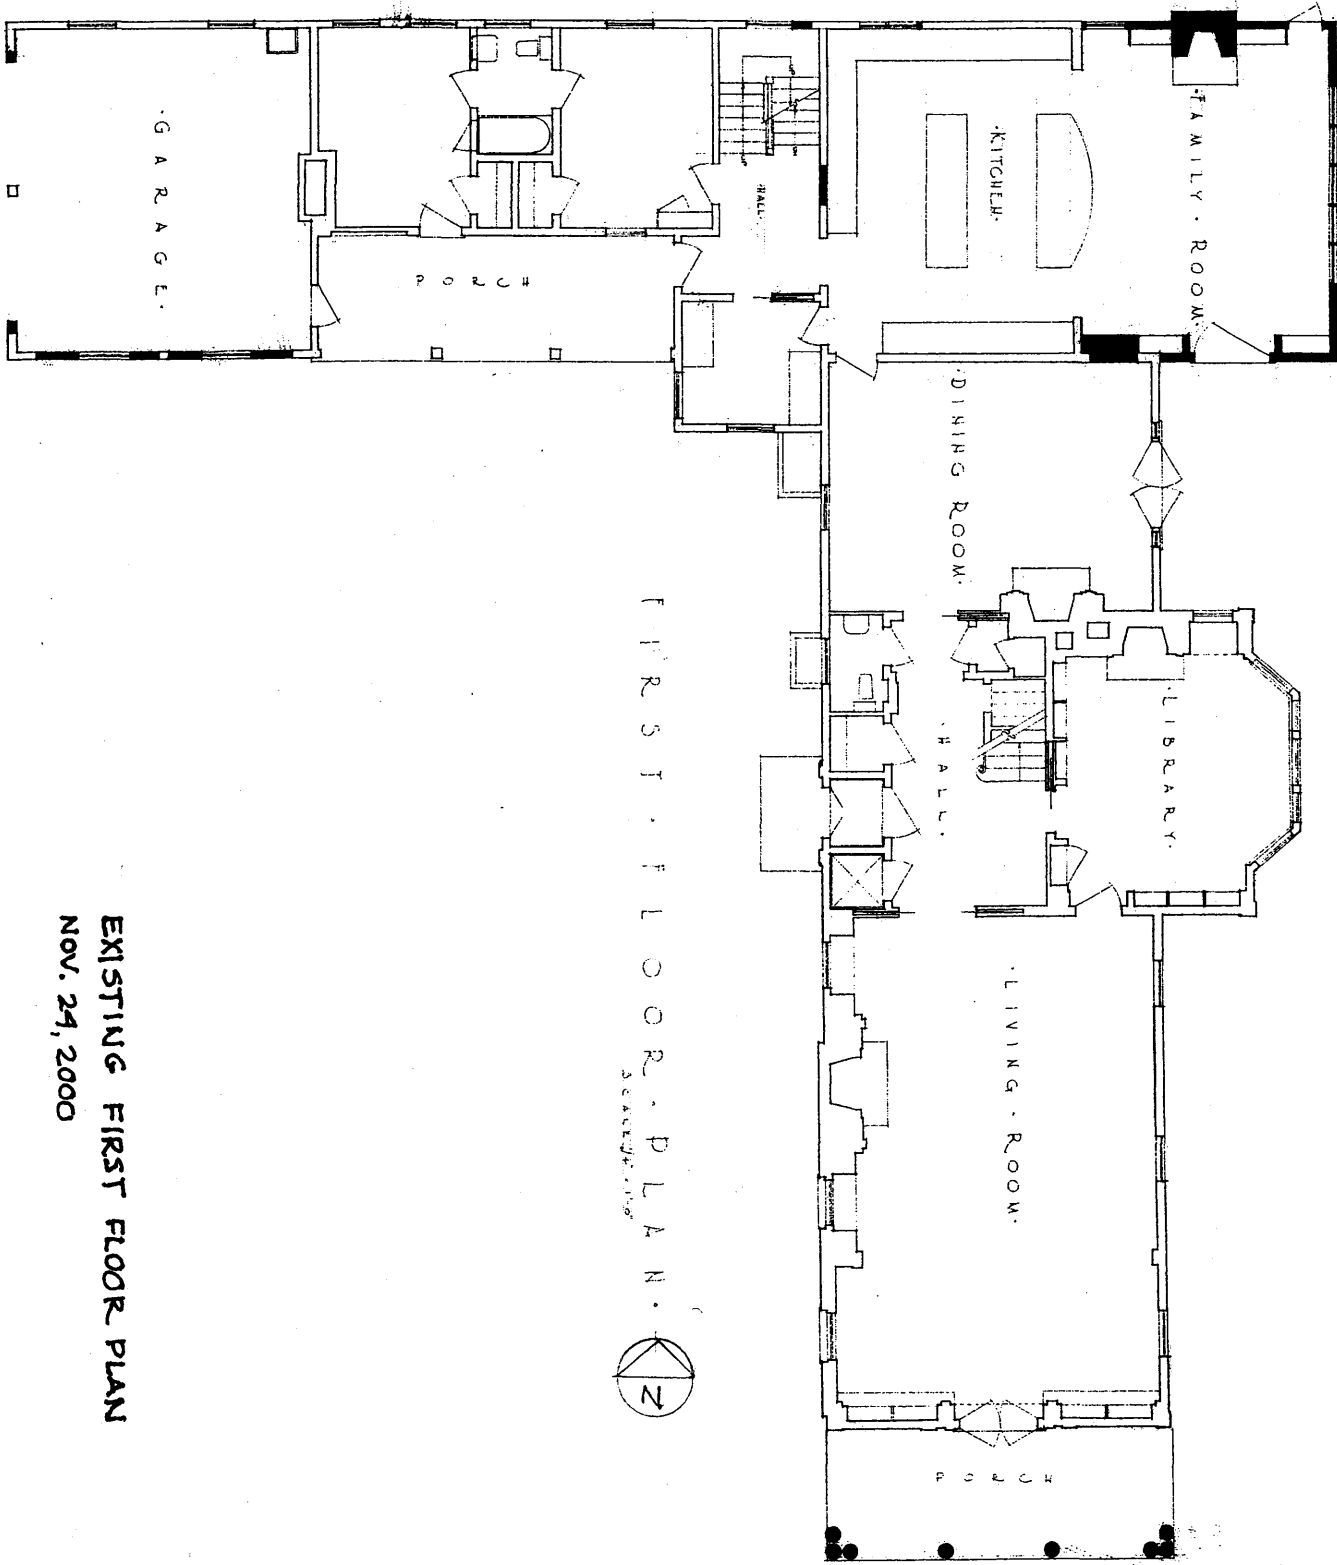 ·GARAGE·
PORCH
·HALL·
·KITCHEN·
·FAMILY·ROOM·
·DINING ROOM·
·LIBRARY·
·HALL·
·LIVING·ROOM·
PORCH
FIRST·FLOOR·PLAN·
N
EXISTING FIRST FLOOR PLAN
NOV. 24, 2000